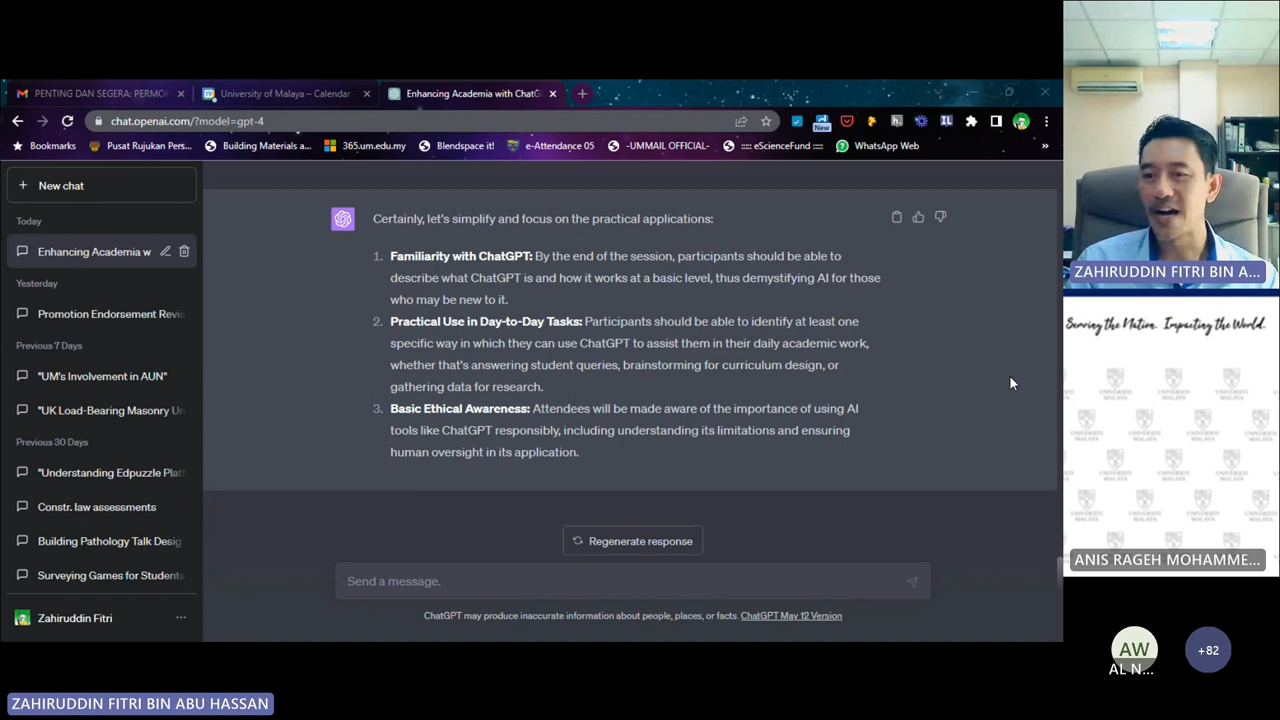 PENTING DAN SEGERA: PERMOH
University of Malaya – Calendar
Enhancing Academia with ChatG
chat.openai.com/?model=gpt-4
New
Bookmarks
Pusat Rujukan Pers...
Building Materials a...
365.um.edu.my
Blendspace it!
e-Attendance 05
-UMMAIL OFFICIAL-
::::: eScienceFund ::::
WhatsApp Web
»
+ New chat
Today
Enhancing Academia w
Yesterday
Promotion Endorsement Revi
Previous 7 Days
"UM's Involvement in AUN"
"UK Load-Bearing Masonry Un
Previous 30 Days
"Understanding Edpuzzle Plat
Constr. law assessments
Building Pathology Talk Desig
Surveying Games for Students
Zahiruddin Fitri
...
Certainly, let's simplify and focus on the practical applications:
1. Familiarity with ChatGPT: By the end of the session, participants should be able to
describe what ChatGPT is and how it works at a basic level, thus demystifying AI for those
who may be new to it.
2. Practical Use in Day-to-Day Tasks: Participants should be able to identify at least one
specific way in which they can use ChatGPT to assist them in their daily academic work,
whether that's answering student queries, brainstorming for curriculum design, or
gathering data for research.
3. Basic Ethical Awareness: Attendees will be made aware of the importance of using AI
tools like ChatGPT responsibly, including understanding its limitations and ensuring
human oversight in its application.
Regenerate response
Send a message.
ChatGPT may produce inaccurate information about people, places, or facts. ChatGPT May 12 Version
ZAHIRUDDIN FITRI BIN A...
Serving the Nation. Impacting the World.
ANIS RAGEH MOHAMME...
AW
AL N...
+82
ZAHIRUDDIN FITRI BIN ABU HASSAN